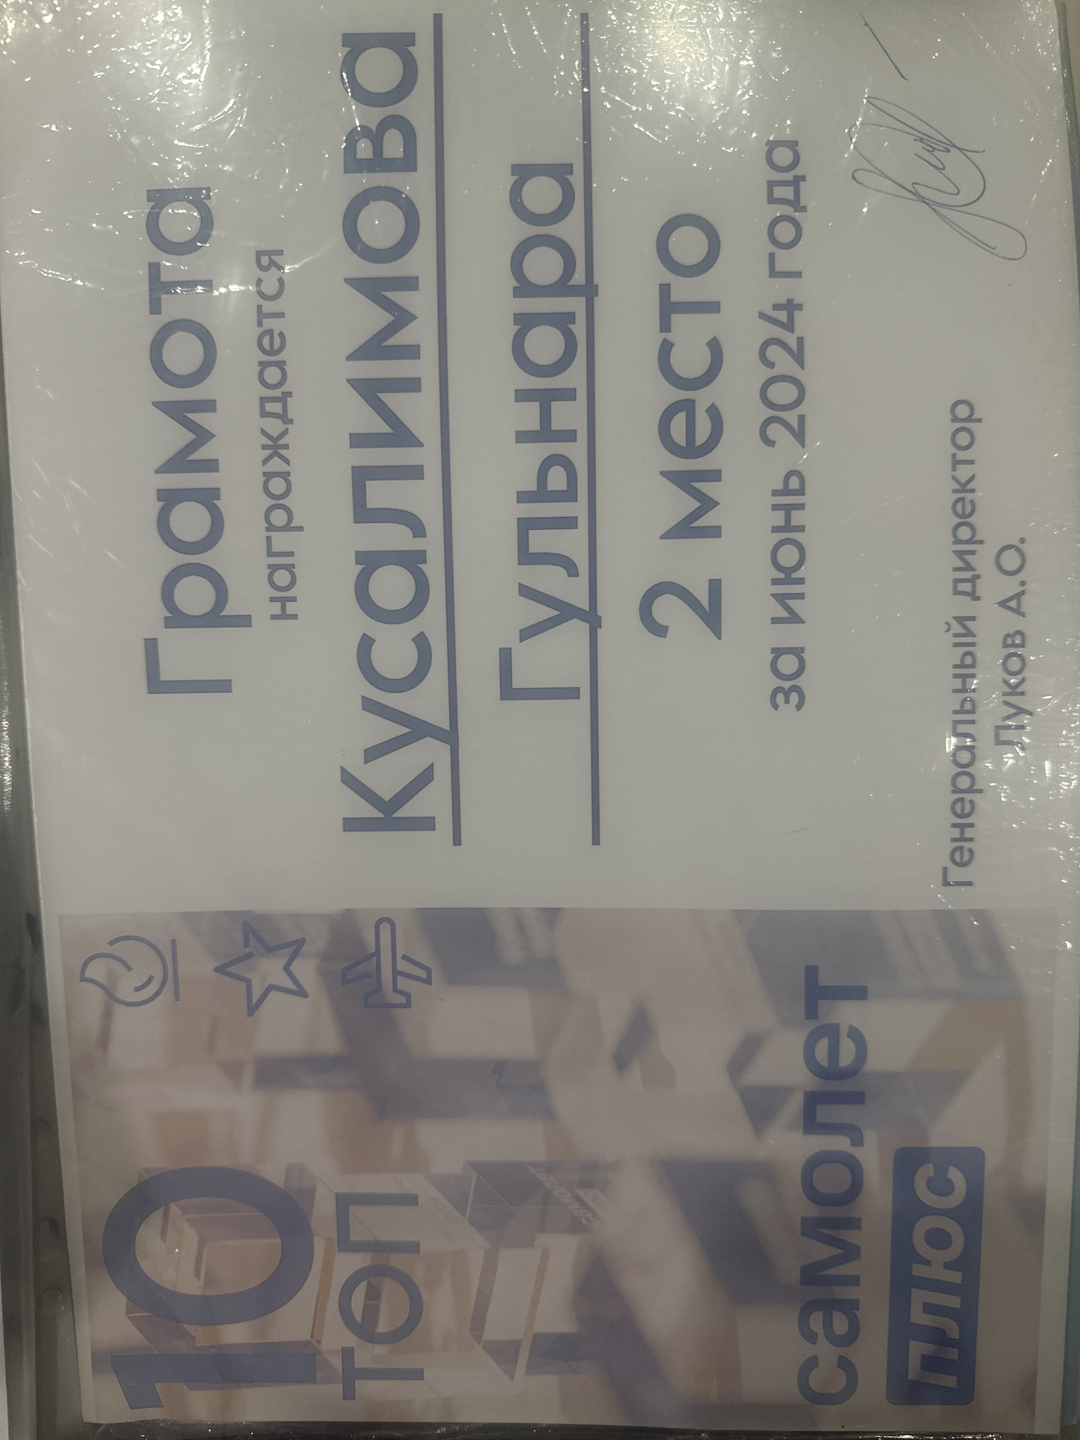 10
ТОП
самолет
плюс
Грамота
награждается
Кусалимова
Гульнара
2 место
за июнь 2024 года
Генеральный директор
Луков А.О.